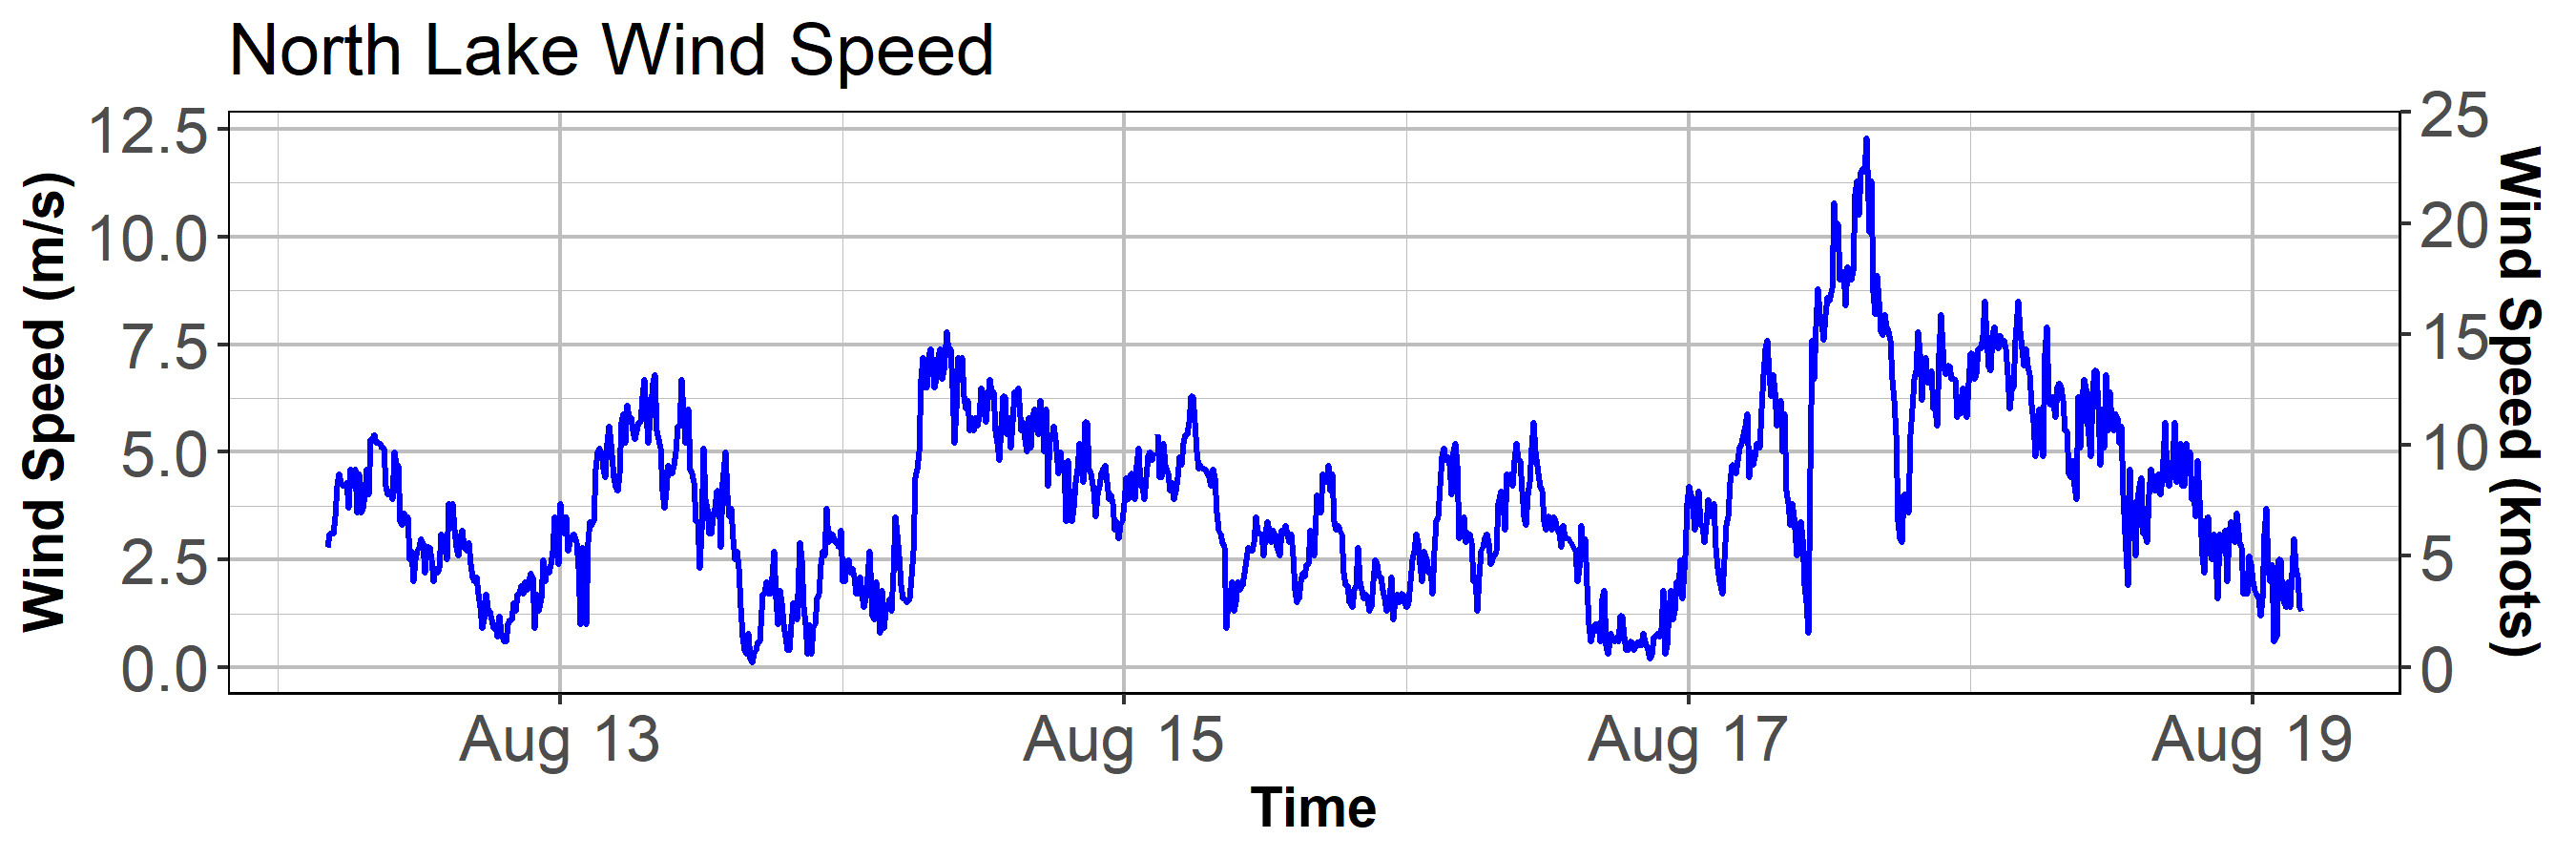 North Lake Wind Speed
Wind Speed (m/s)
12.5
10.0
7.5
5.0
2.5
0.0
25
20
15
10
5
0
Wind Speed (knots)
Aug 13
Aug 15
Aug 17
Aug 19
Time